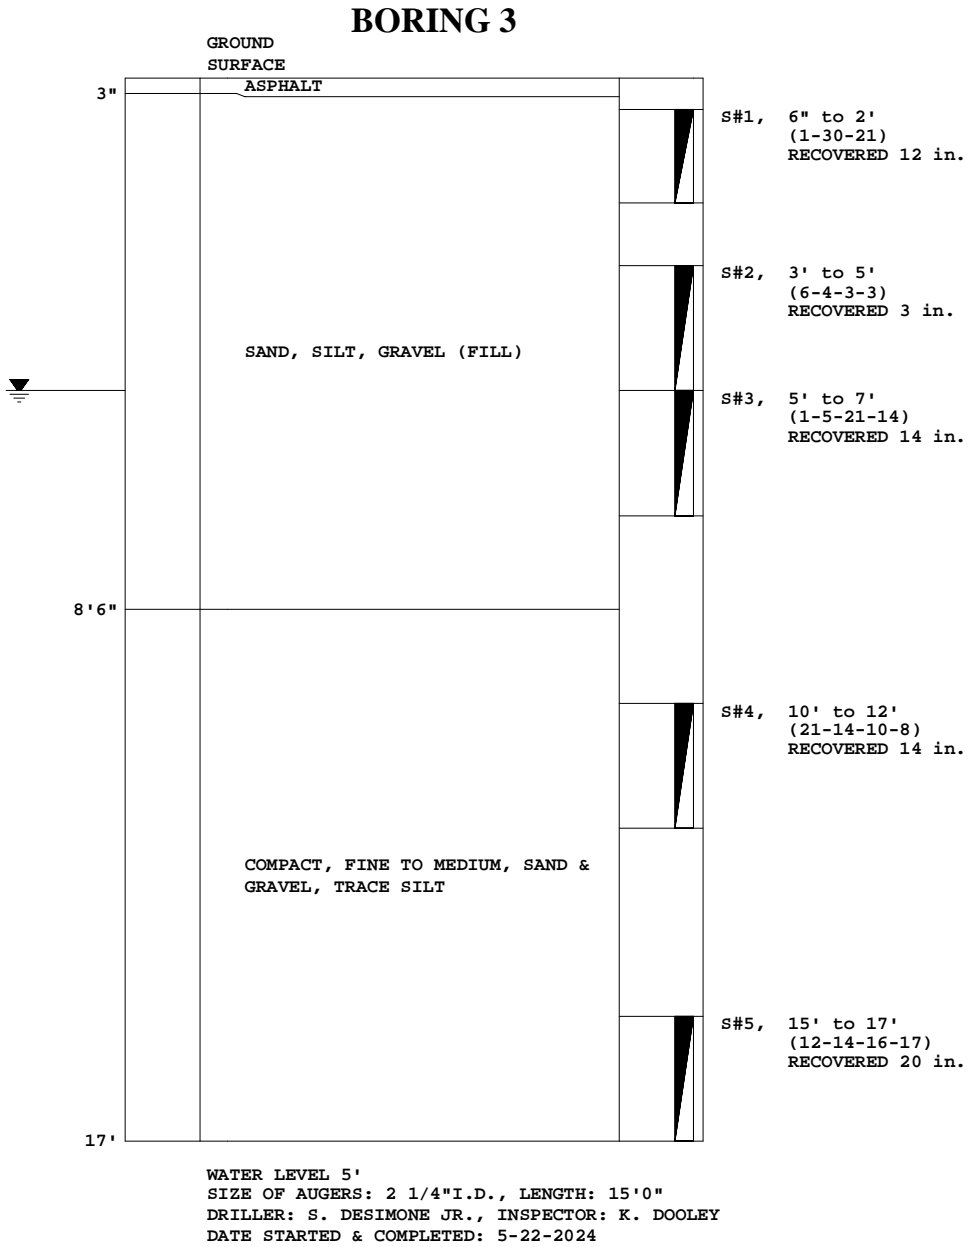 BORING 3
GROUND
SURFACE
ASPHALT
3"
S#1, 6" to 2'
(1-30-21)
RECOVERED 12 in.
S#2, 3' to 5'
(6-4-3-3)
RECOVERED 3 in.
SAND, SILT, GRAVEL (FILL)
S#3, 5' to 7'
(1-5-21-14)
RECOVERED 14 in.
8'6"
S#4, 10' to 12'
(21-14-10-8)
RECOVERED 14 in.
COMPACT, FINE TO MEDIUM, SAND &
GRAVEL, TRACE SILT
S#5, 15' to 17'
(12-14-16-17)
RECOVERED 20 in.
17'
WATER LEVEL 5'
SIZE OF AUGERS: 2 1/4"I.D., LENGTH: 15'0"
DRILLER: S. DESIMONE JR., INSPECTOR: K. DOOLEY
DATE STARTED & COMPLETED: 5-22-2024